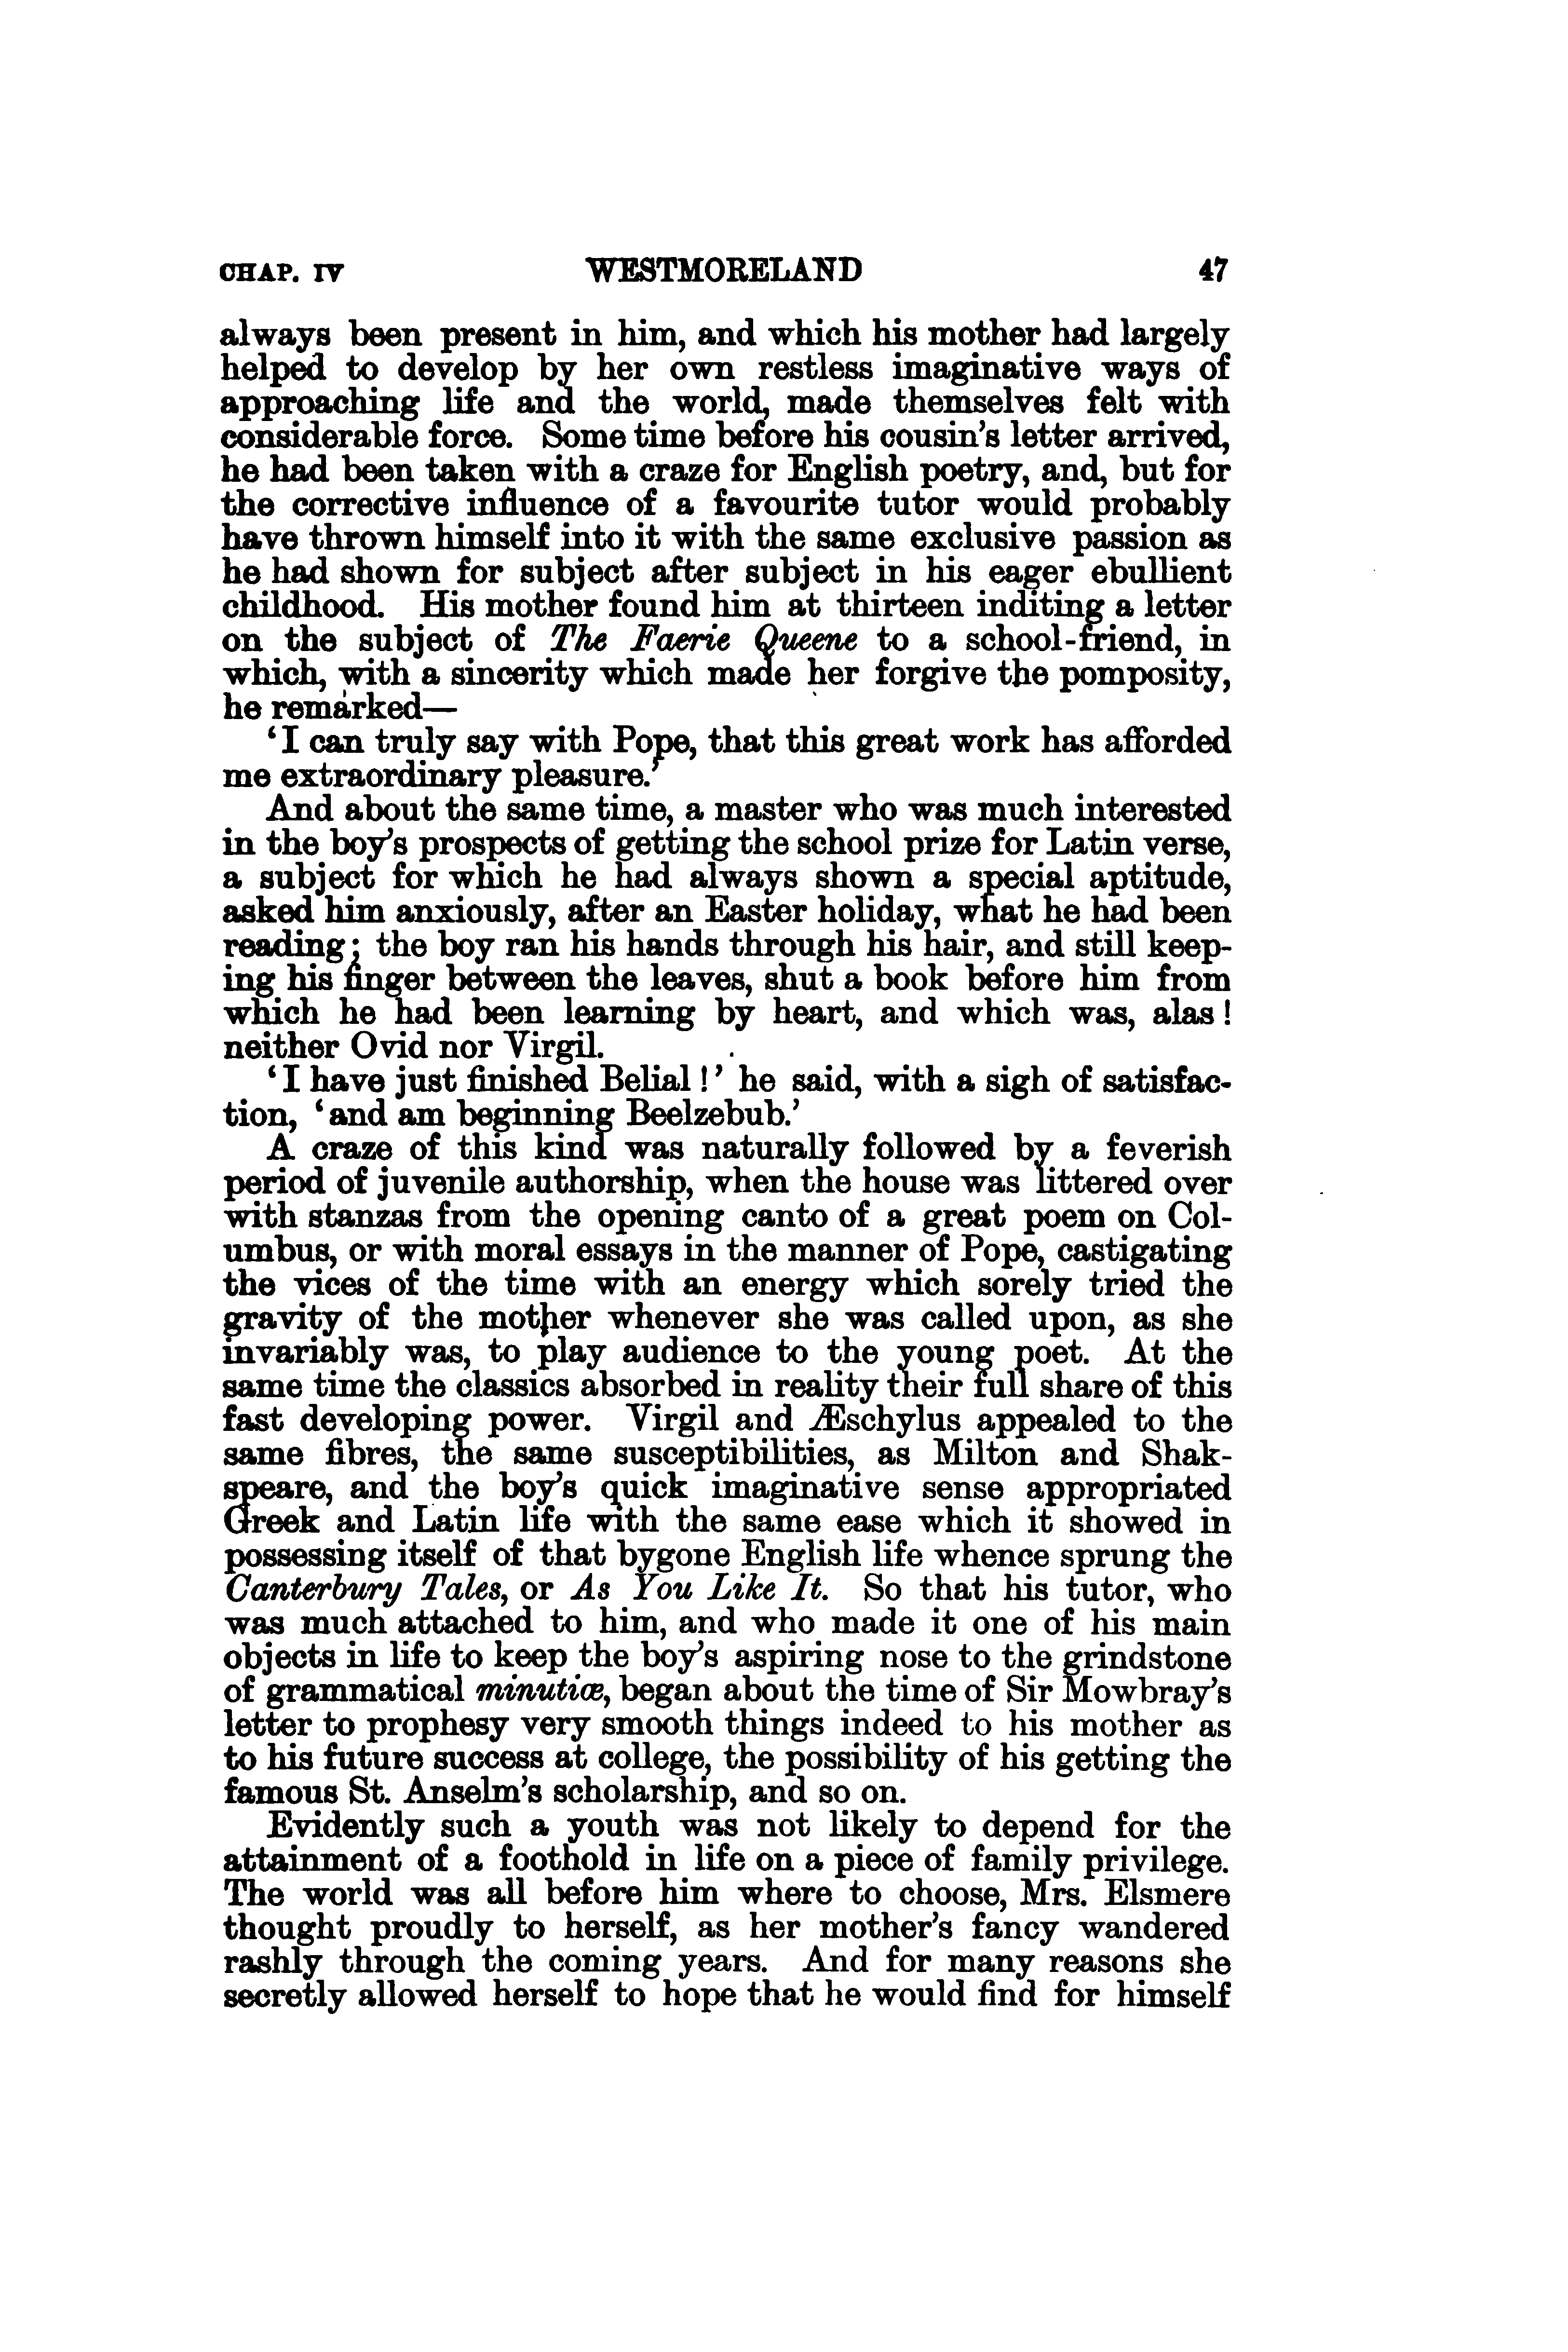 CHAP. IV WESTMORELAND 47
always been present in him, and which his mother had largely
helped to develop by her own restless imaginative ways of
approaching life and the world, made themselves felt with
considerable force. Some time before his cousin's letter arrived,
he had been taken with a craze for English poetry, and, but for
the corrective influence of a favourite tutor would probably
have thrown himself into it with the same exclusive passion as
he had shown for subject after subject in his eager ebullient
childhood. His mother found him at thirteen inditing a letter
on the subject of The Faerie Queene to a school-friend, in
which, with a sincerity which made her forgive the pomposity,
he remarked—
‘I can truly say with Pope, that this great work has afforded
me extraordinary pleasure.’
And about the same time, a master who was much interested
in the boy's prospects of getting the school prize for Latin verse,
a subject for which he had always shown a special aptitude,
asked him anxiously, after an Easter holiday, what he had been
reading; the boy ran his hands through his hair, and still keep-
ing his finger between the leaves, shut a book before him from
which he had been learning by heart, and which was, alas!
neither Ovid nor Virgil.
‘I have just finished Belial!’ he said, with a sigh of satisfac-
tion, ‘and am beginning Beelzebub.’
A craze of this kind was naturally followed by a feverish
period of juvenile authorship, when the house was littered over
with stanzas from the opening canto of a great poem on Col-
umbus, or with moral essays in the manner of Pope, castigating
the vices of the time with an energy which sorely tried the
gravity of the mother whenever she was called upon, as she
invariably was, to play audience to the young poet. At the
same time the classics absorbed in reality their full share of this
fast developing power. Virgil and Æschylus appealed to the
same fibres, the same susceptibilities, as Milton and Shak-
speare, and the boy's quick imaginative sense appropriated
Greek and Latin life with the same ease which it showed in
possessing itself of that bygone English life whence sprung the
Canterbury Tales, or As You Like It. So that his tutor, who
was much attached to him, and who made it one of his main
objects in life to keep the boy's aspiring nose to the grindstone
of grammatical minutiæ, began about the time of Sir Mowbray's
letter to prophesy very smooth things indeed to his mother as
to his future success at college, the possibility of his getting the
famous St. Anselm's scholarship, and so on.
Evidently such a youth was not likely to depend for the
attainment of a foothold in life on a piece of family privilege.
The world was all before him where to choose, Mrs. Elsmere
thought proudly to herself, as her mother's fancy wandered
rashly through the coming years. And for many reasons she
secretly allowed herself to hope that he would find for himself